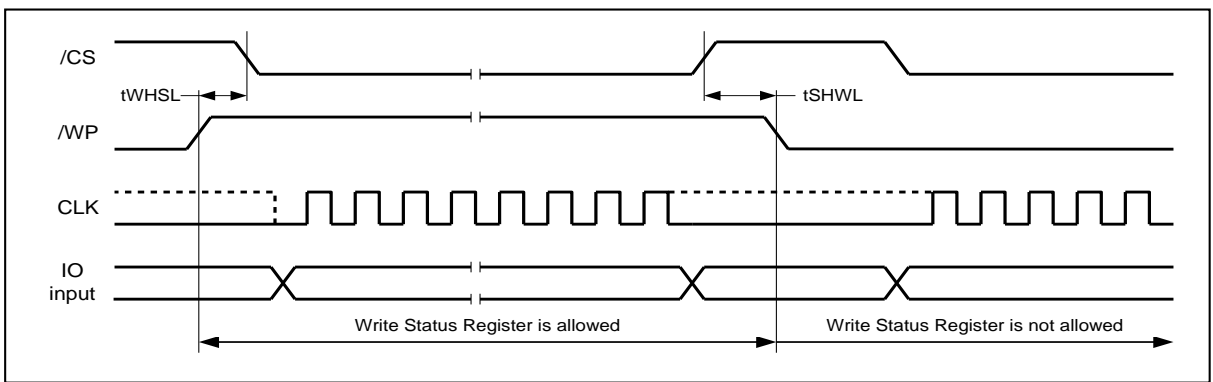 /CS
tWHSL
tSHWL
/WP
CLK
IO
input
Write Status Register is allowed
Write Status Register is not allowed